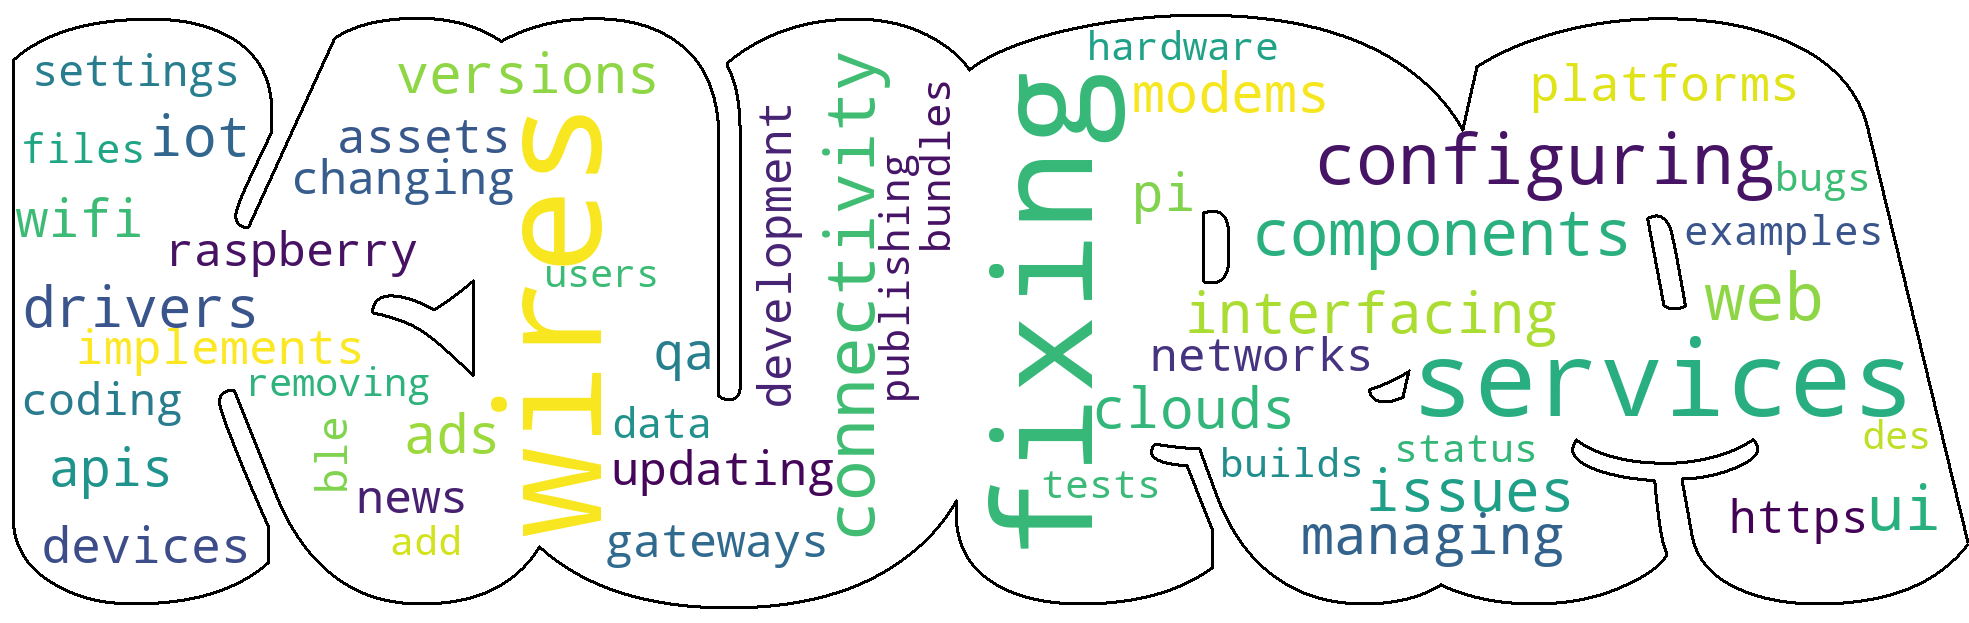 settings
files
iot
wifi
raspberry
drivers
implements
coding
removing
apis
devices
versions
assets
changing
wires
users
qa
ble
ads
news
add
data
updating
gateways
development
connectivity
publishing
bundles
fixing
hardware
modems
pi
platforms
configuring
bugs
components
examples
interfacing
web
networks
services
clouds
status
des
builds
tests
issues
managing
https
ui